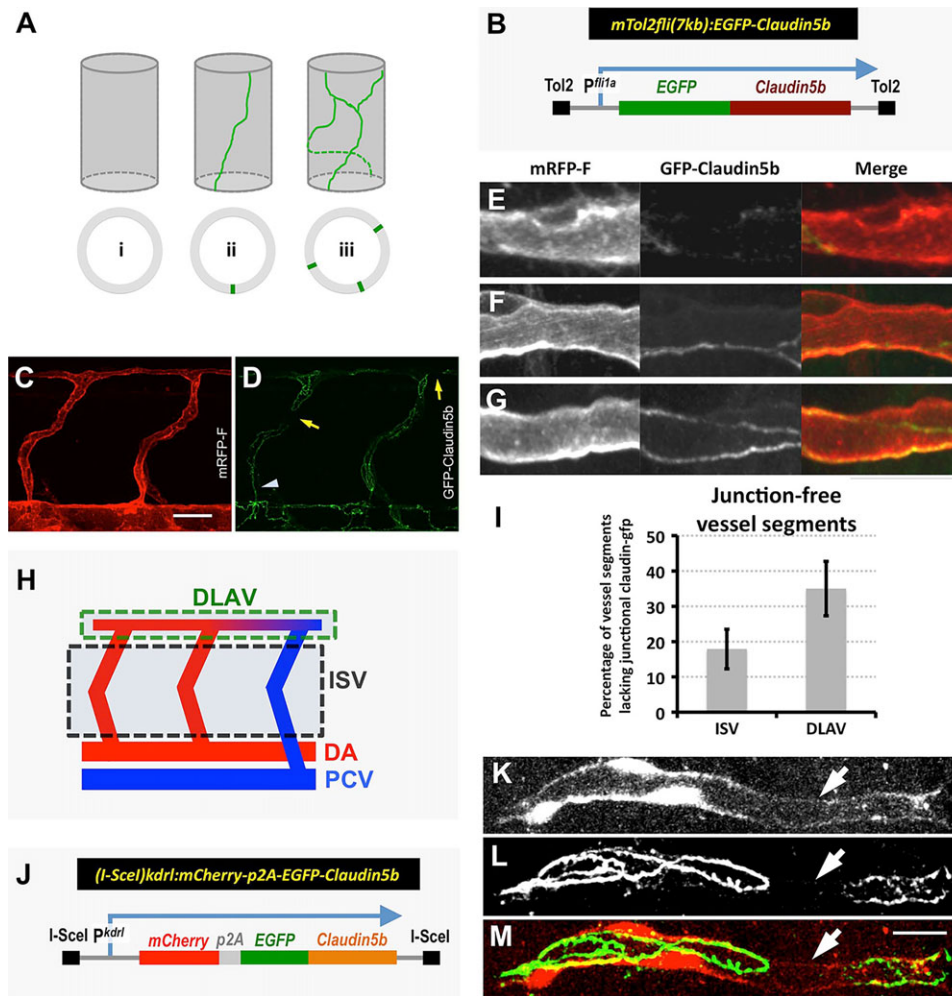 A
i
ii
iii
B
mTol2fli(7kb):EGFP-Claudin5b
Tol2
Pfli1a
EGFP
Claudin5b
Tol2
C
mRFP-F
D
GFP-Claudin5b
mRFP-F
GFP-Claudin5b
Merge
E
F
G
H
DLAV
ISV
DA
PCV
I
Junction-free
vessel segments
Percentage of vessel segments
lacking junctional claudin-gfp
50
40
30
20
10
0
ISV
DLAV
J
(I-SceI)kdrl:mCherry-p2A-EGFP-Claudin5b
I-SceI
Pkdrl
mCherry
p2A
EGFP
Claudin5b
I-SceI
K
L
M